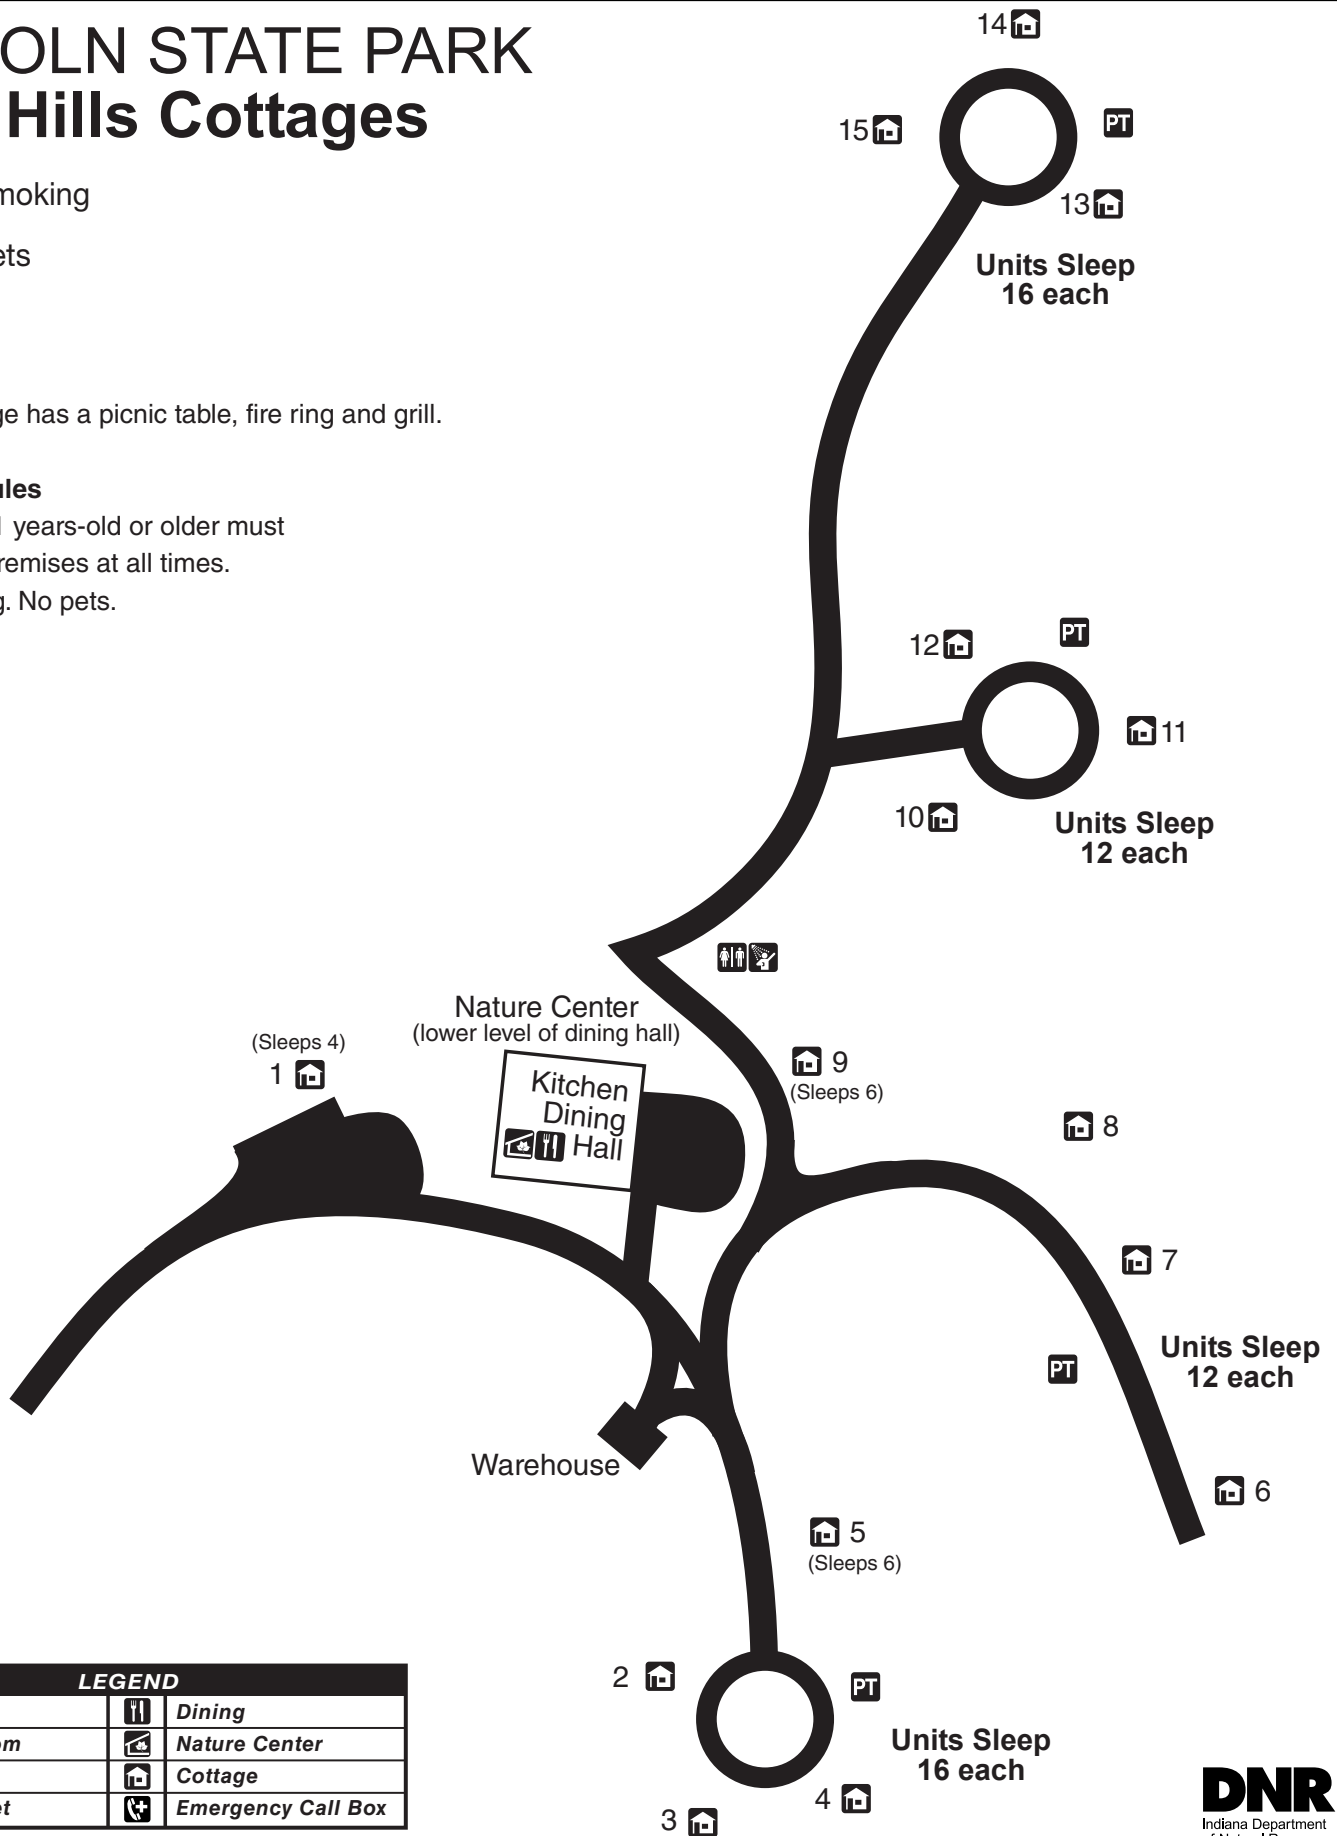 OLN STATE PARK
Hills Cottages
moking
ets
ge has a picnic table, fire ring and grill.
ules
years-old or older must
remises at all times.
g. No pets.
14
15
PT
13
Units Sleep
16 each
12
PT
11
10
Units Sleep
12 each
Nature Center
(lower level of dining hall)
Kitchen
Dining
Hall
(Sleeps 4)
1
9
(Sleeps 6)
8
7
Units Sleep
12 each
PT
6
Warehouse
5
(Sleeps 6)
2
PT
Units Sleep
16 each
4
3
LEGEND
Dining
om
Nature Center
Cottage
et
Emergency Call Box
DNR
Indiana Department